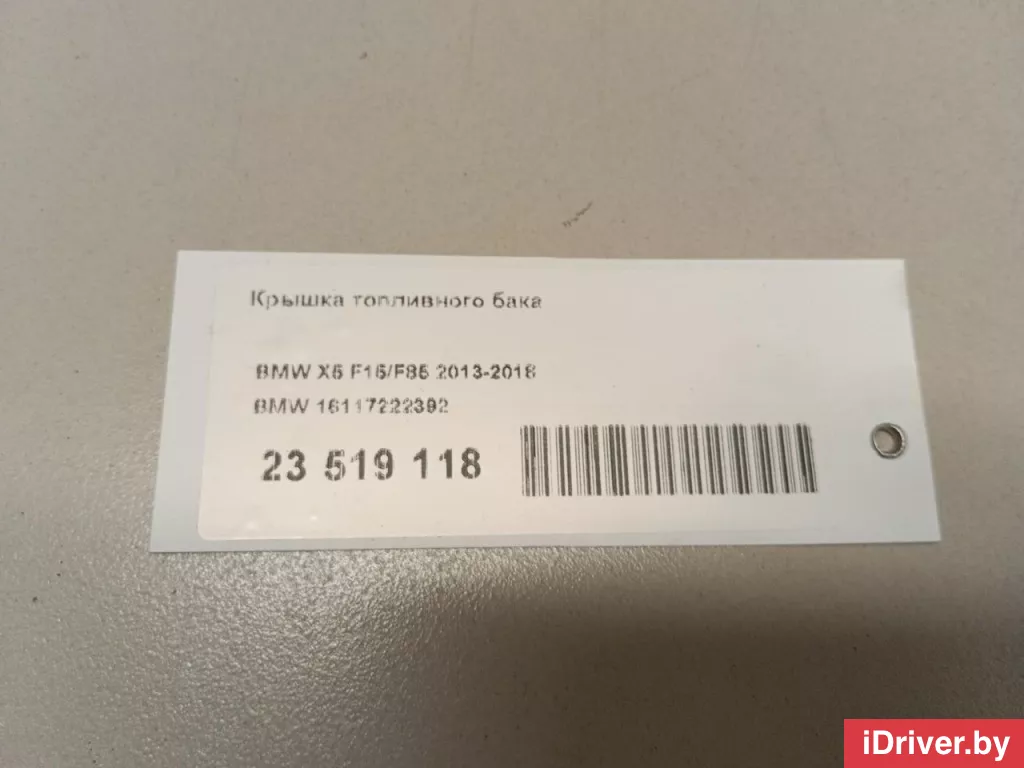 Крышка топливного бака
BMW X5 F15/F85 2013-2018
BMW 16117222392
23 519 118
iDriver.by